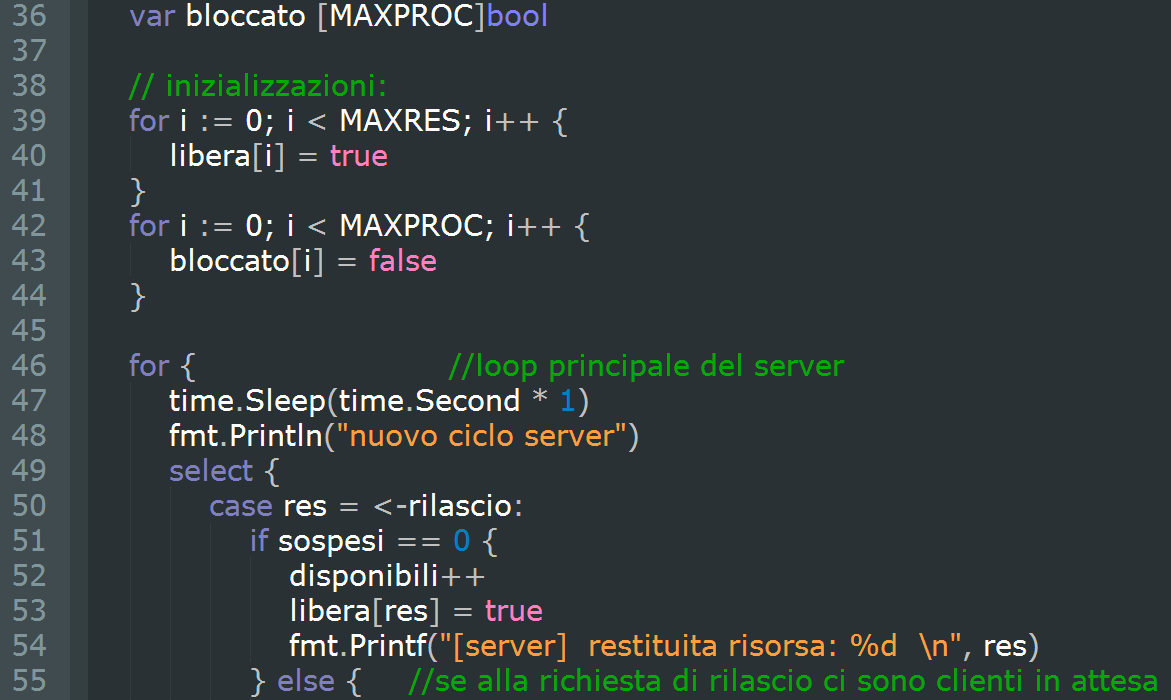 36 var bloccato [MAXPROC]bool
37
38 // inizializzazioni:
39 for i := 0; i < MAXRES; i++ {
40 libera[i] = true
41 }
42 for i := 0; i < MAXPROC; i++ {
43 bloccato[i] = false
44 }
45
46 for { //loop principale del server
47 time.Sleep(time.Second * 1)
48 fmt.Println("nuovo ciclo server")
49 select {
50 case res = <-rilascio:
51 if sospesi == 0 {
52 disponibili++
53 libera[res] = true
54 fmt.Printf("[server]  restituita risorsa: %d  \n", res)
55 } else { //se alla richiesta di rilascio ci sono clienti in attesa